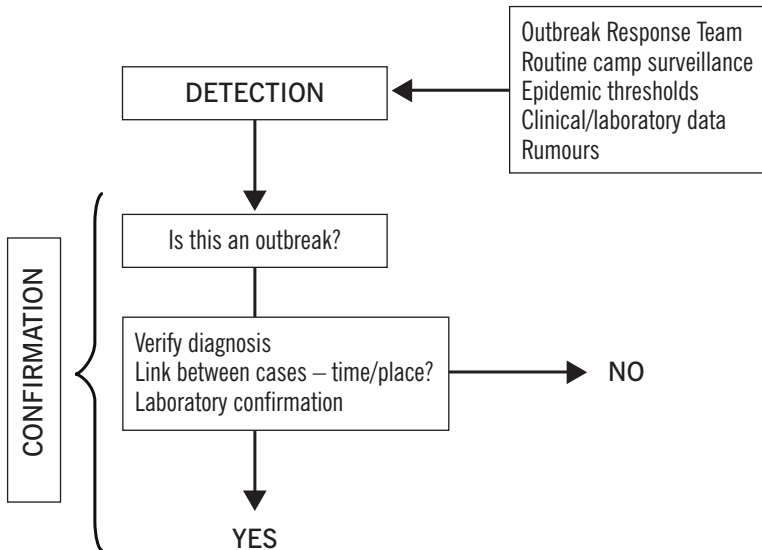 Outbreak Response Team
Routine camp surveillance
Epidemic thresholds
Clinical/laboratory data
Rumours
DETECTION
CONFIRMATION
Is this an outbreak?
Verify diagnosis
Link between cases – time/place?
Laboratory confirmation
NO
YES